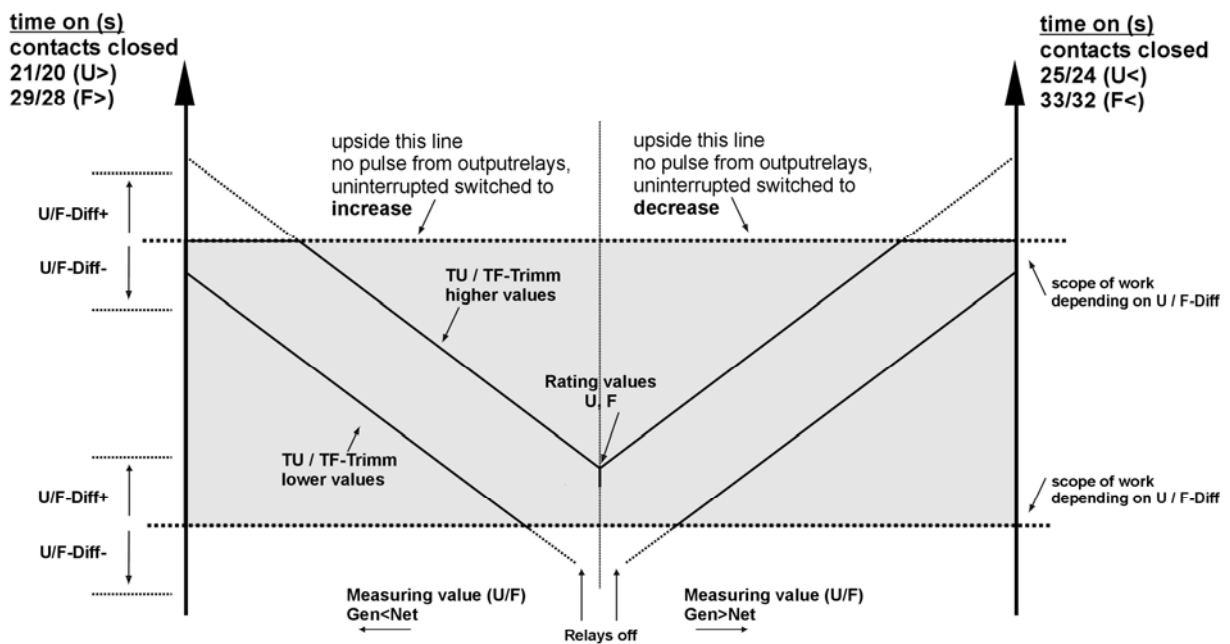 time on (s)
contacts closed
21/20 (U>)
29/28 (F>)
time on (s)
contacts closed
25/24 (U<)
33/32 (F<)
upside this line
no pulse from outputrelays,
uninterrupted switched to
increase
upside this line
no pulse from outputrelays,
uninterrupted switched to
decrease
U/F-Diff+
U/F-Diff-
TU / TF-Trimm
higher values
scope of work
depending on U / F-Diff
Rating values
U, F
TU / TF-Trimm
lower values
U/F-Diff+
U/F-Diff-
scope of work
depending on U / F-Diff
Measuring value (U/F)
Gen<Net
Measuring value (U/F)
Gen>Net
Relays off